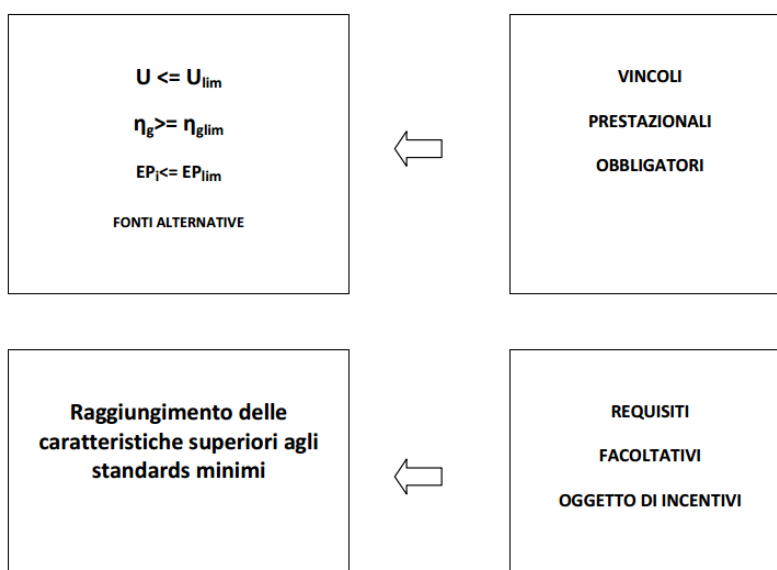 U <= Ulim
ηg>= ηglim
EPi<= EPlim
FONTI ALTERNATIVE
VINCOLI
PRESTAZIONALI
OBBLIGATORI
Raggiungimento delle
caratteristiche superiori agli
standards minimi
REQUISITI
FACOLTATIVI
OGGETTO DI INCENTIVI